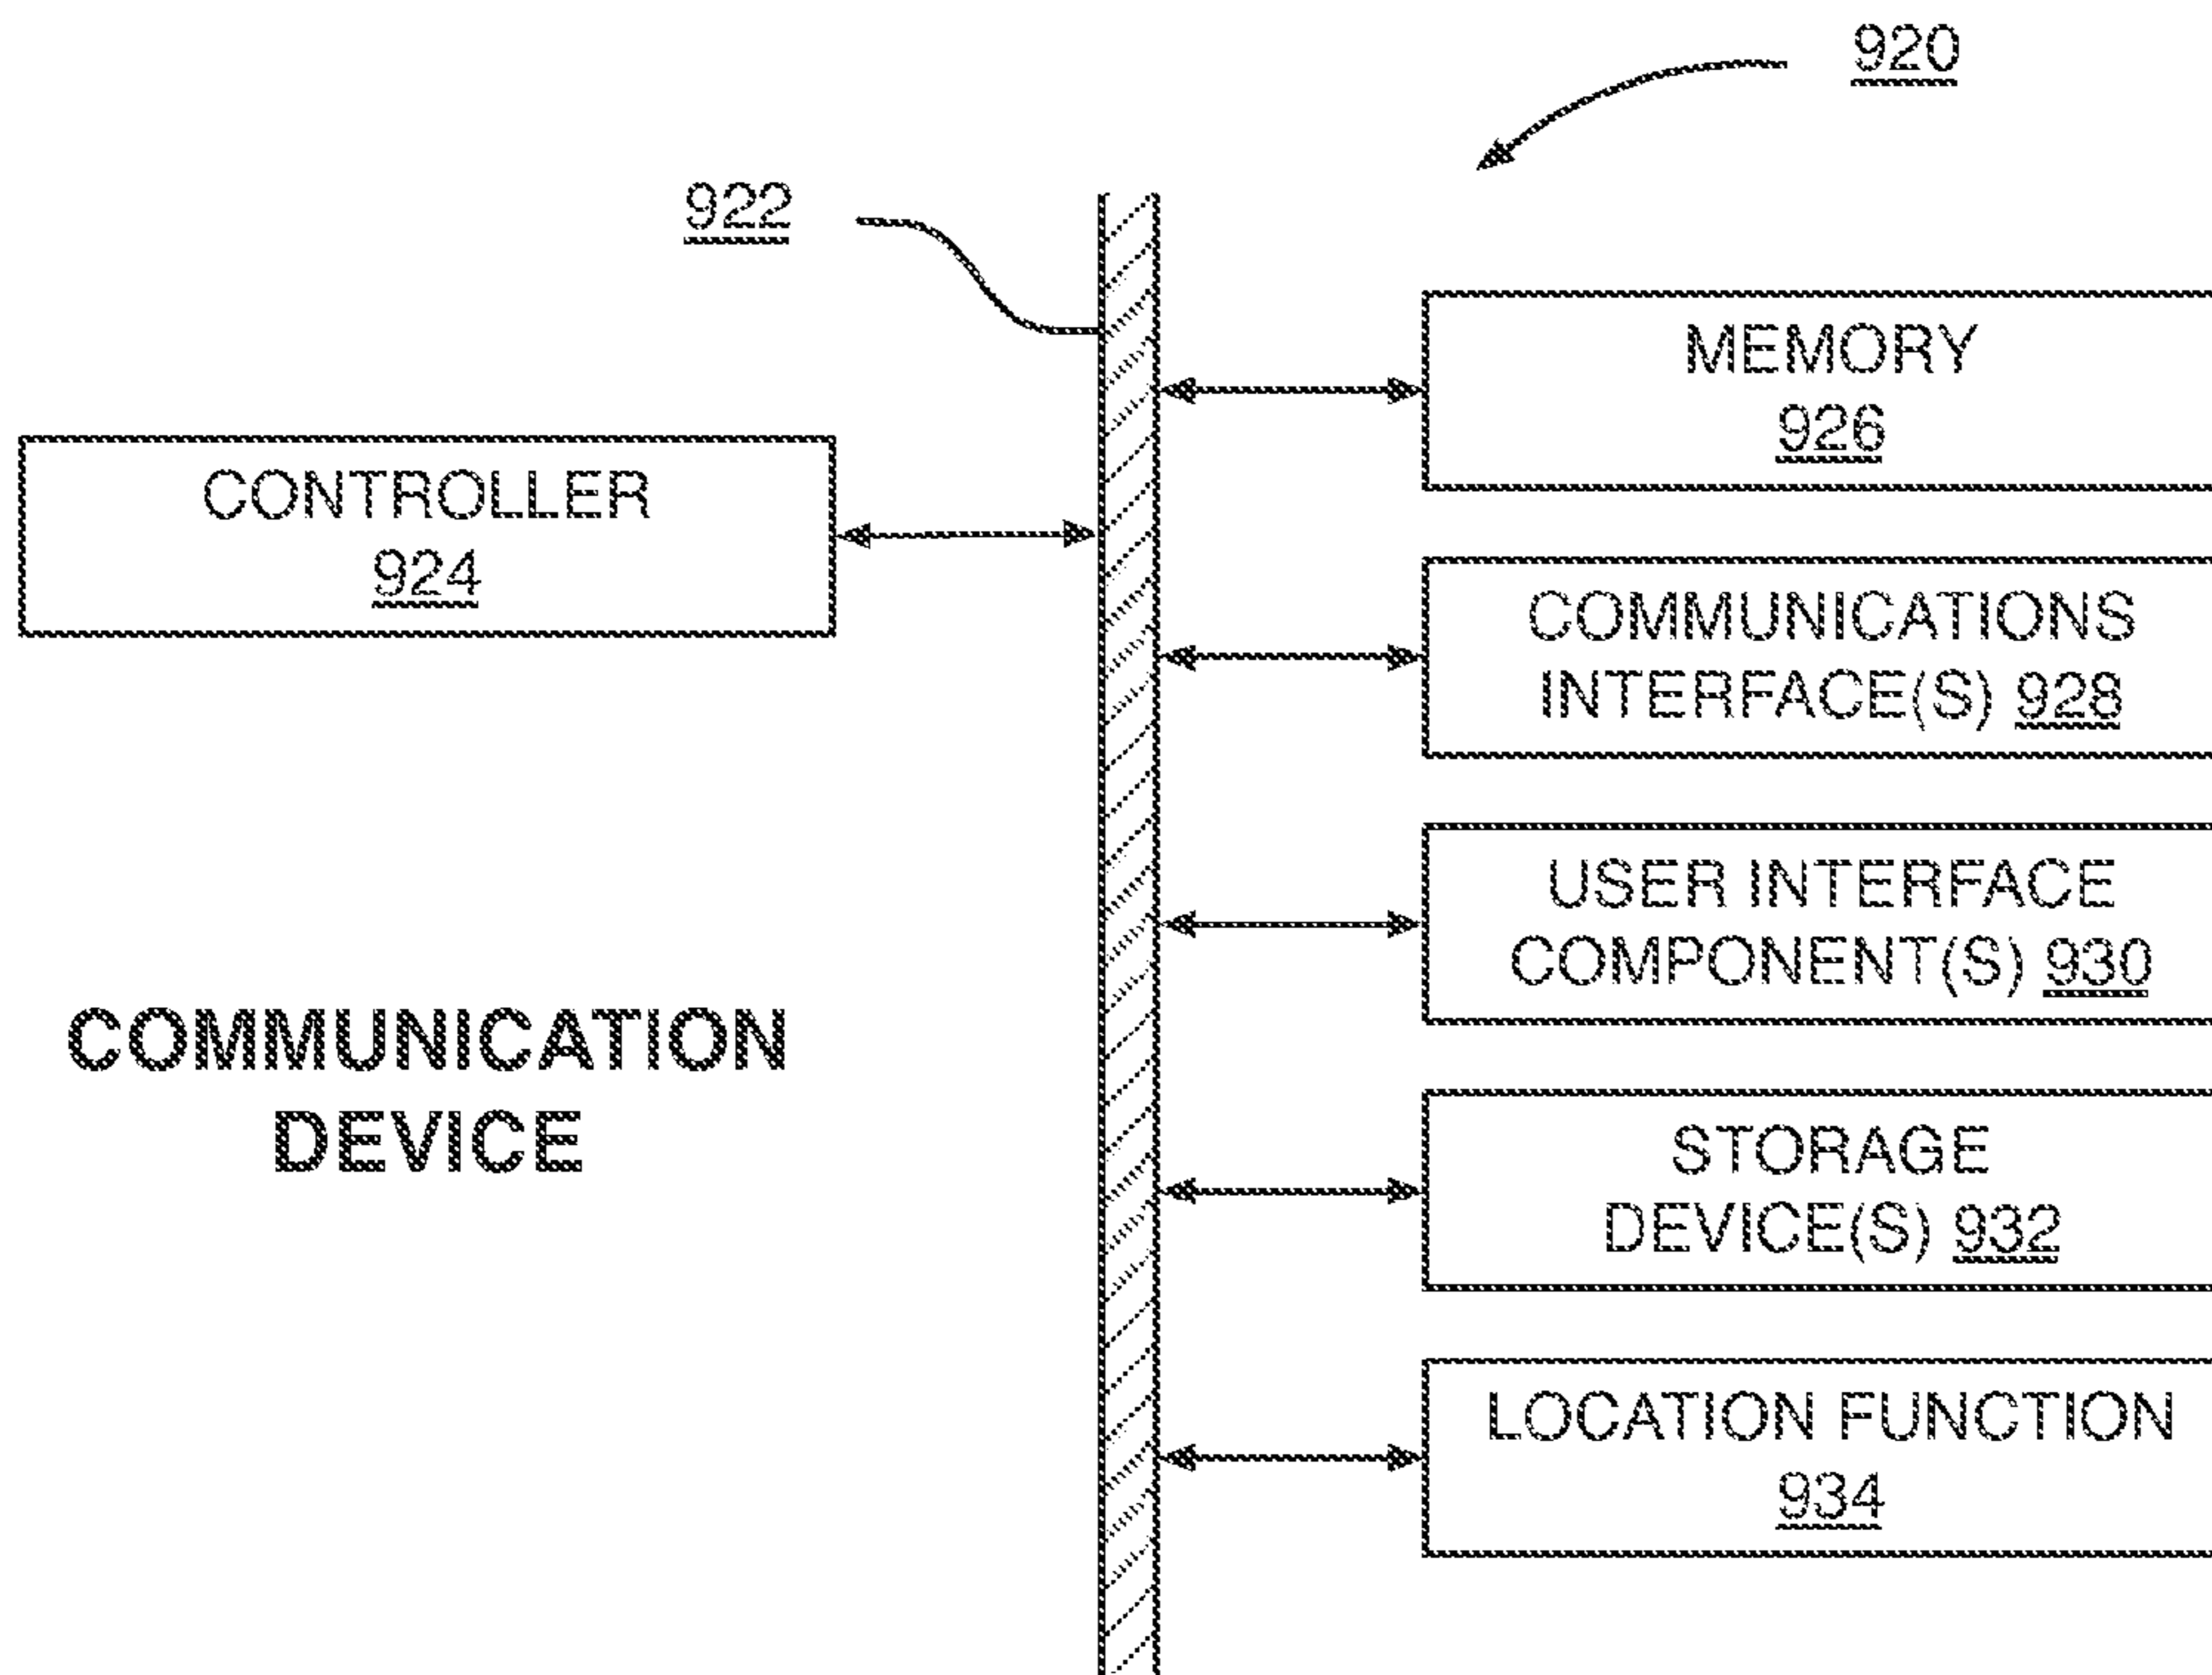 920
922
MEMORY
926
CONTROLLER
924
COMMUNICATIONS
INTERFACE(S) 928
USER INTERFACE
COMPONENT(S) 930
COMMUNICATION
DEVICE
STORAGE
DEVICE(S) 932
LOCATION FUNCTION
934